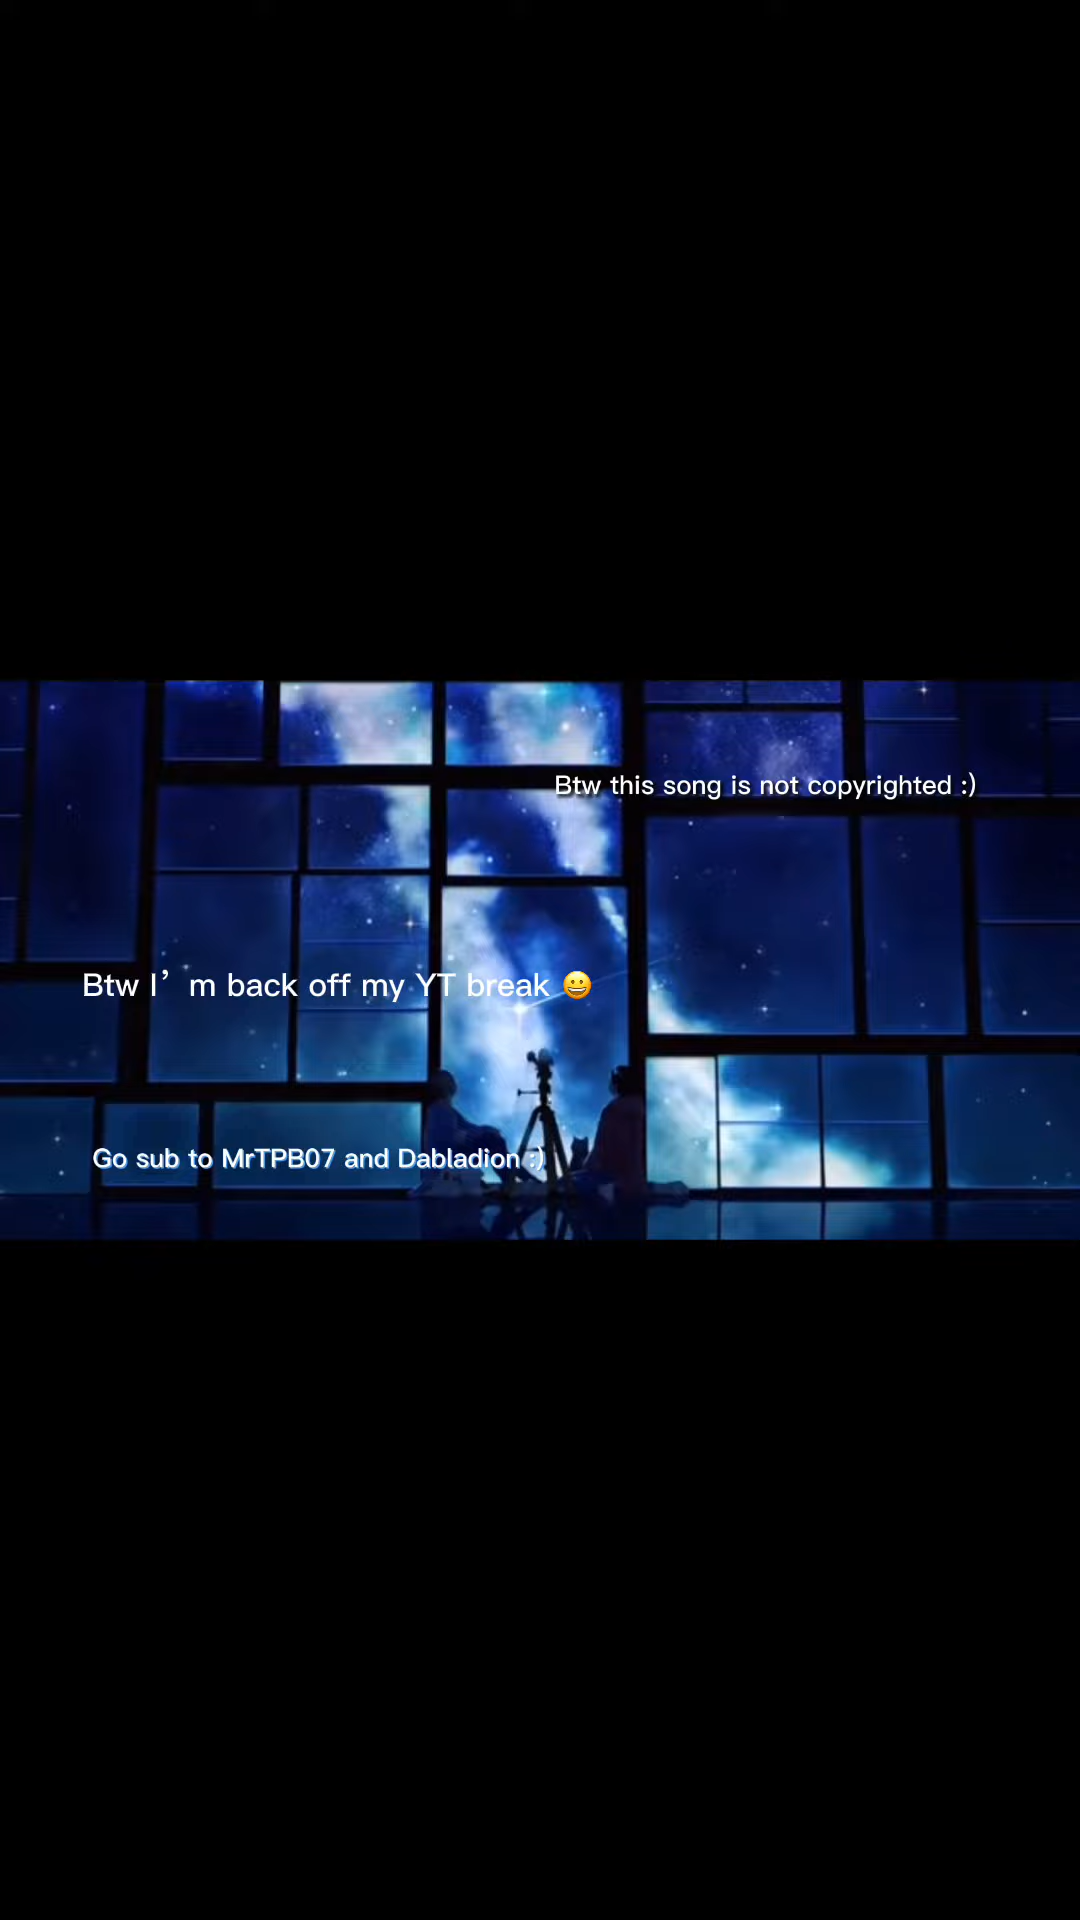 Btw this song is not copyrighted :)
Btw I’m back off my YT break 😀
Go sub to MrTPB07 and Dabladion :)